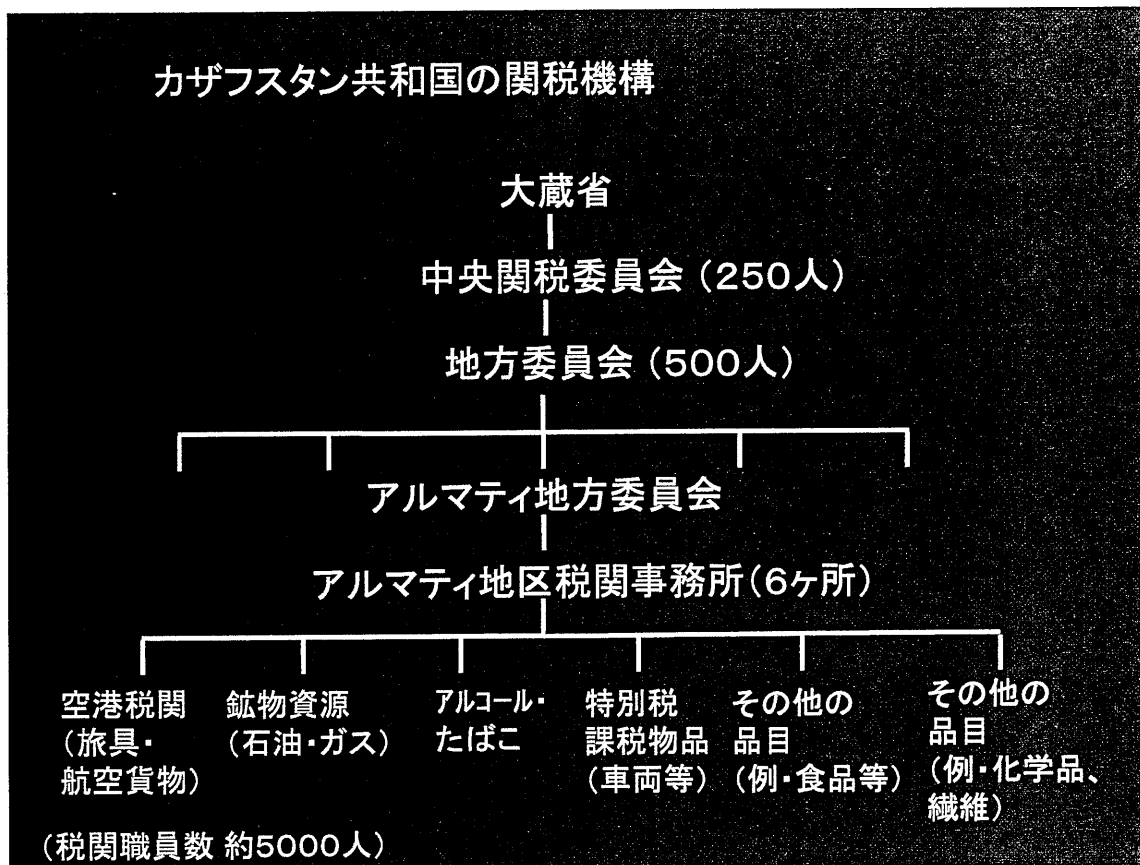 カザフスタン共和国の関税機構
大蔵省
中央関税委員会（250人）
地方委員会（500人）
アルマティ地方委員会
アルマティ地区税関事務所（6ヶ所）
空港税関
（旅具・
航空貨物）
鉱物資源
（石油・ガス）
アルコール・
たばこ
特別税
課税物品
（車両等）
その他の
品目
（例・食品等）
その他の
品目
（例・化学品、
繊維）
（税関職員数 約5000人）